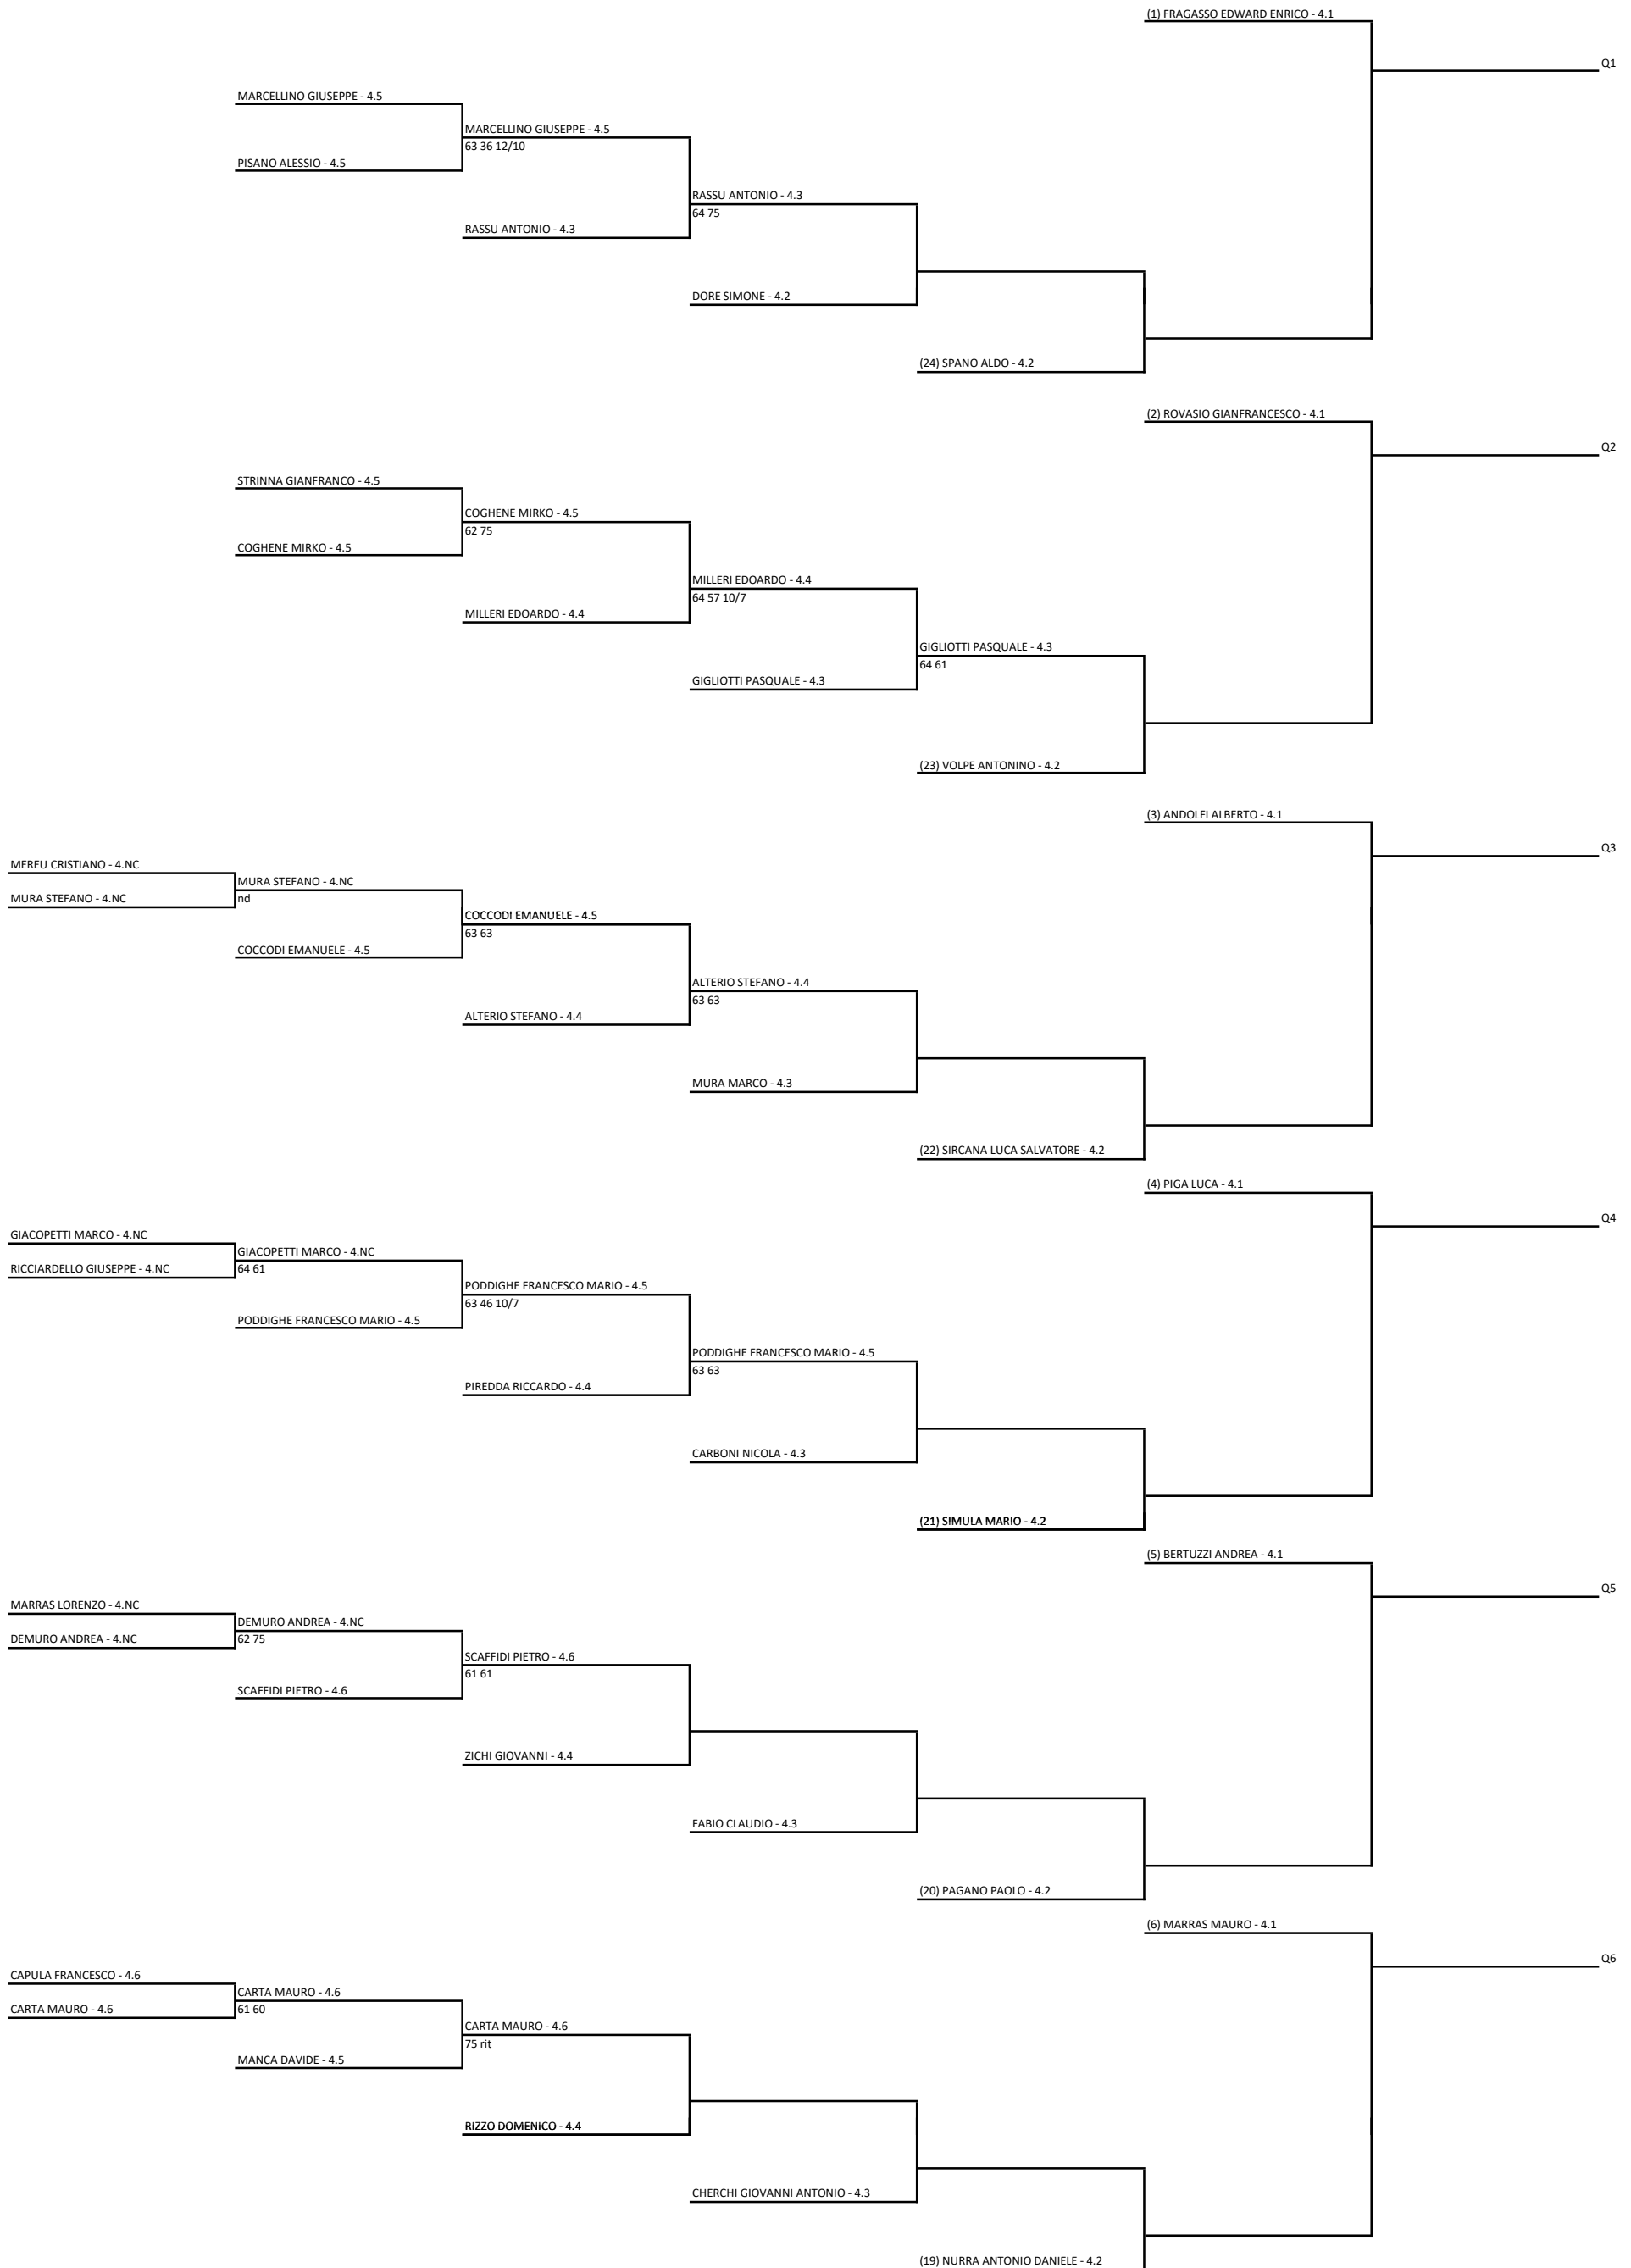 (1) FRAGASSO EDWARD ENRICO - 4.1
Q1
MARCELLINO GIUSEPPE - 4.5
MARCELLINO GIUSEPPE - 4.5
63 36 12/10
PISANO ALESSIO - 4.5
RASSU ANTONIO - 4.3
64 75
RASSU ANTONIO - 4.3
DORE SIMONE - 4.2
(24) SPANO ALDO - 4.2
(2) ROVASIO GIANFRANCESCO - 4.1
Q2
STRINNA GIANFRANCO - 4.5
COGHENE MIRKO - 4.5
62 75
COGHENE MIRKO - 4.5
MILLERI EDOARDO - 4.4
64 57 10/7
MILLERI EDOARDO - 4.4
GIGLIOTTI PASQUALE - 4.3
64 61
GIGLIOTTI PASQUALE - 4.3
(23) VOLPE ANTONINO - 4.2
(3) ANDOLFI ALBERTO - 4.1
Q3
MEREU CRISTIANO - 4.NC
MURA STEFANO - 4.NC
MURA STEFANO - 4.NC
nd
COCCODI EMANUELE - 4.5
63 63
COCCODI EMANUELE - 4.5
ALTERIO STEFANO - 4.4
63 63
ALTERIO STEFANO - 4.4
MURA MARCO - 4.3
(22) SIRCANA LUCA SALVATORE - 4.2
(4) PIGA LUCA - 4.1
Q4
GIACOPETTI MARCO - 4.NC
GIACOPETTI MARCO - 4.NC
RICCIARDELLO GIUSEPPE - 4.NC
64 61
PODDIGHE FRANCESCO MARIO - 4.5
63 46 10/7
PODDIGHE FRANCESCO MARIO - 4.5
PODDIGHE FRANCESCO MARIO - 4.5
63 63
PIREDDA RICCARDO - 4.4
CARBONI NICOLA - 4.3
(21) SIMULA MARIO - 4.2
(5) BERTUZZI ANDREA - 4.1
Q5
MARRAS LORENZO - 4.NC
DEMURO ANDREA - 4.NC
DEMURO ANDREA - 4.NC
62 75
SCAFFIDI PIETRO - 4.6
61 61
SCAFFIDI PIETRO - 4.6
ZICHI GIOVANNI - 4.4
FABIO CLAUDIO - 4.3
(20) PAGANO PAOLO - 4.2
(6) MARRAS MAURO - 4.1
Q6
CAPULA FRANCESCO - 4.6
CARTA MAURO - 4.6
CARTA MAURO - 4.6
61 60
CARTA MAURO - 4.6
75 rit
MANCA DAVIDE - 4.5
RIZZO DOMENICO - 4.4
CHERCHI GIOVANNI ANTONIO - 4.3
(19) NURRA ANTONIO DANIELE - 4.2